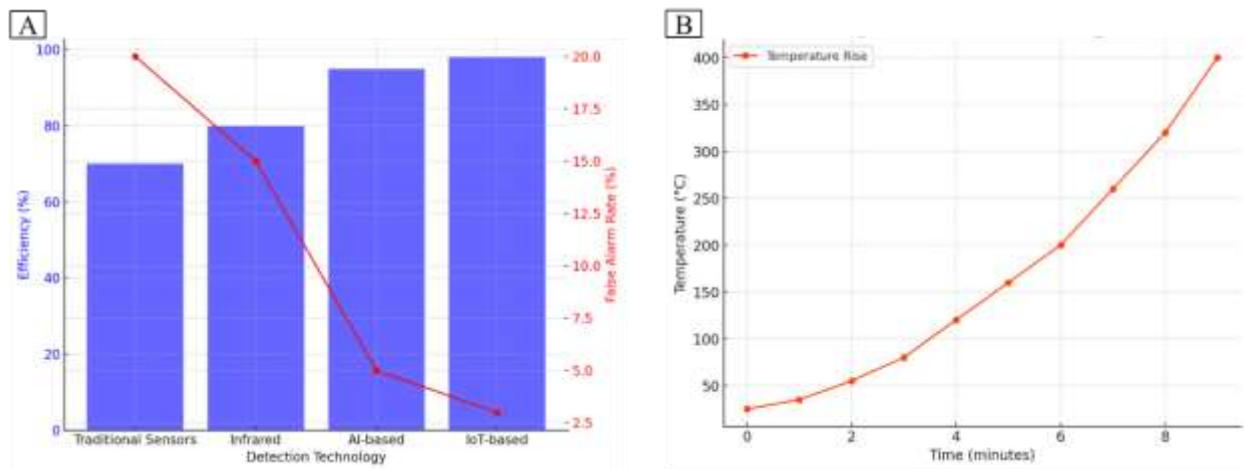 A
100
80
60
40
20
0
Efficiency (%)
Traditional Sensors
Infrared
AI-based
IoT-based
Detection Technology
20.0
17.5
15.0
12.5
10.0
7.5
5.0
2.5
False Alarm Rate (%)
B
Temperature Rise
400
350
300
250
200
150
100
50
Temperature (°C)
0
2
4
6
8
Time (minutes)